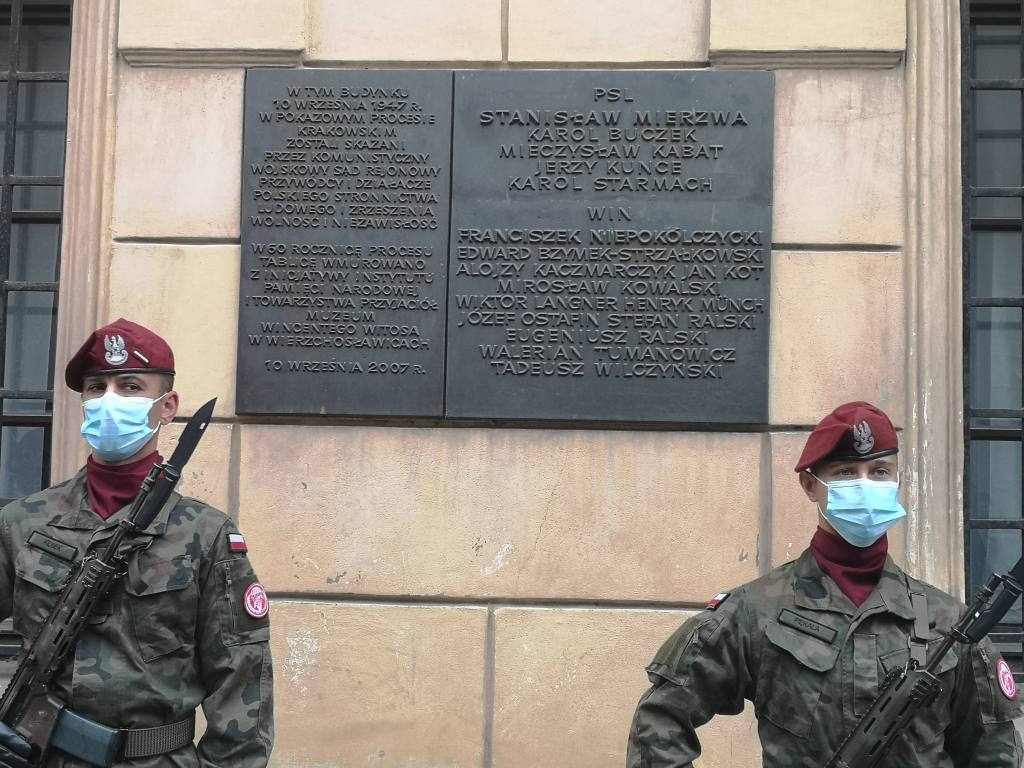 W TYM BUDYNKU
10 WRZEŚNIA 1947 R.
W POKAZOWYM PROCESIE
KRAKOWSKIM
ZOSTALI SKAZANI
PRZEZ KOMUNISTYCZNY
WOJSKOWY SĄD REJONOWY
PRZYWÓDCY I DZIAŁACZE
POLSKIEGO STRONNICTWA
LUDOWEGO I ZRZESZENIA
WOLNOŚĆ I NIEZAWISŁOŚĆ
W 60 ROCZNICĘ PROCESU
TABLICĘ WMUROWANO
Z INICJATYWY INSTYTUTU
PAMIĘCI NARODOWEJ
I TOWARZYSTWA PRZYJACIÓŁ
MUZEUM
WINCENTEGO WITOSA
W WIERZCHOSŁAWICACH
10 WRZEŚNIA 2007 R.
PSL
STANISŁAW MIERZWA
KAROL BUCZEK
MIECZYSŁAW KABAT
JERZY KUNCE
KAROL STARMACH
WIN
FRANCISZEK NIEPOKÓLCZYCKI
EDWARD BZYMEK-STRZAŁKOWSKI
ALOJZY KACZMARCZYK JAN KOT
MIROSŁAW KOWALSKI
WIKTOR LANGNER HENRYK MÜNCH
JÓZEF OSTAFIN STEFAN RALSKI
EUGENIUSZ RALSKI
WALERIAN TUMANOWICZ
TADEUSZ WILCZYŃSKI
PĘKALA